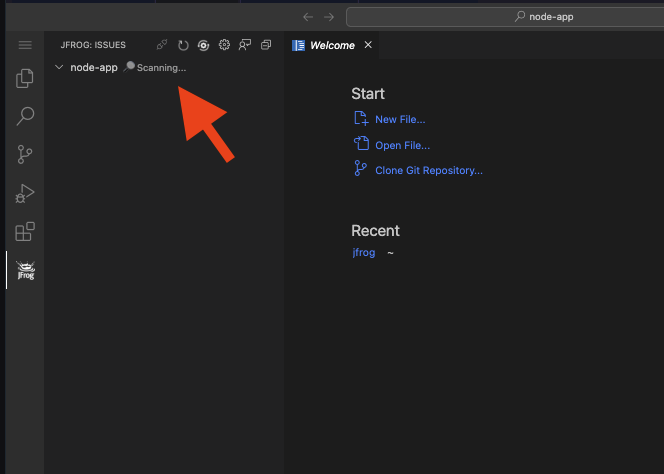 node-app
JFROG: ISSUES
Welcome
node-app Scanning...
Start
New File...
Open File...
Clone Git Repository...
Recent
jfrog ~
jFrog